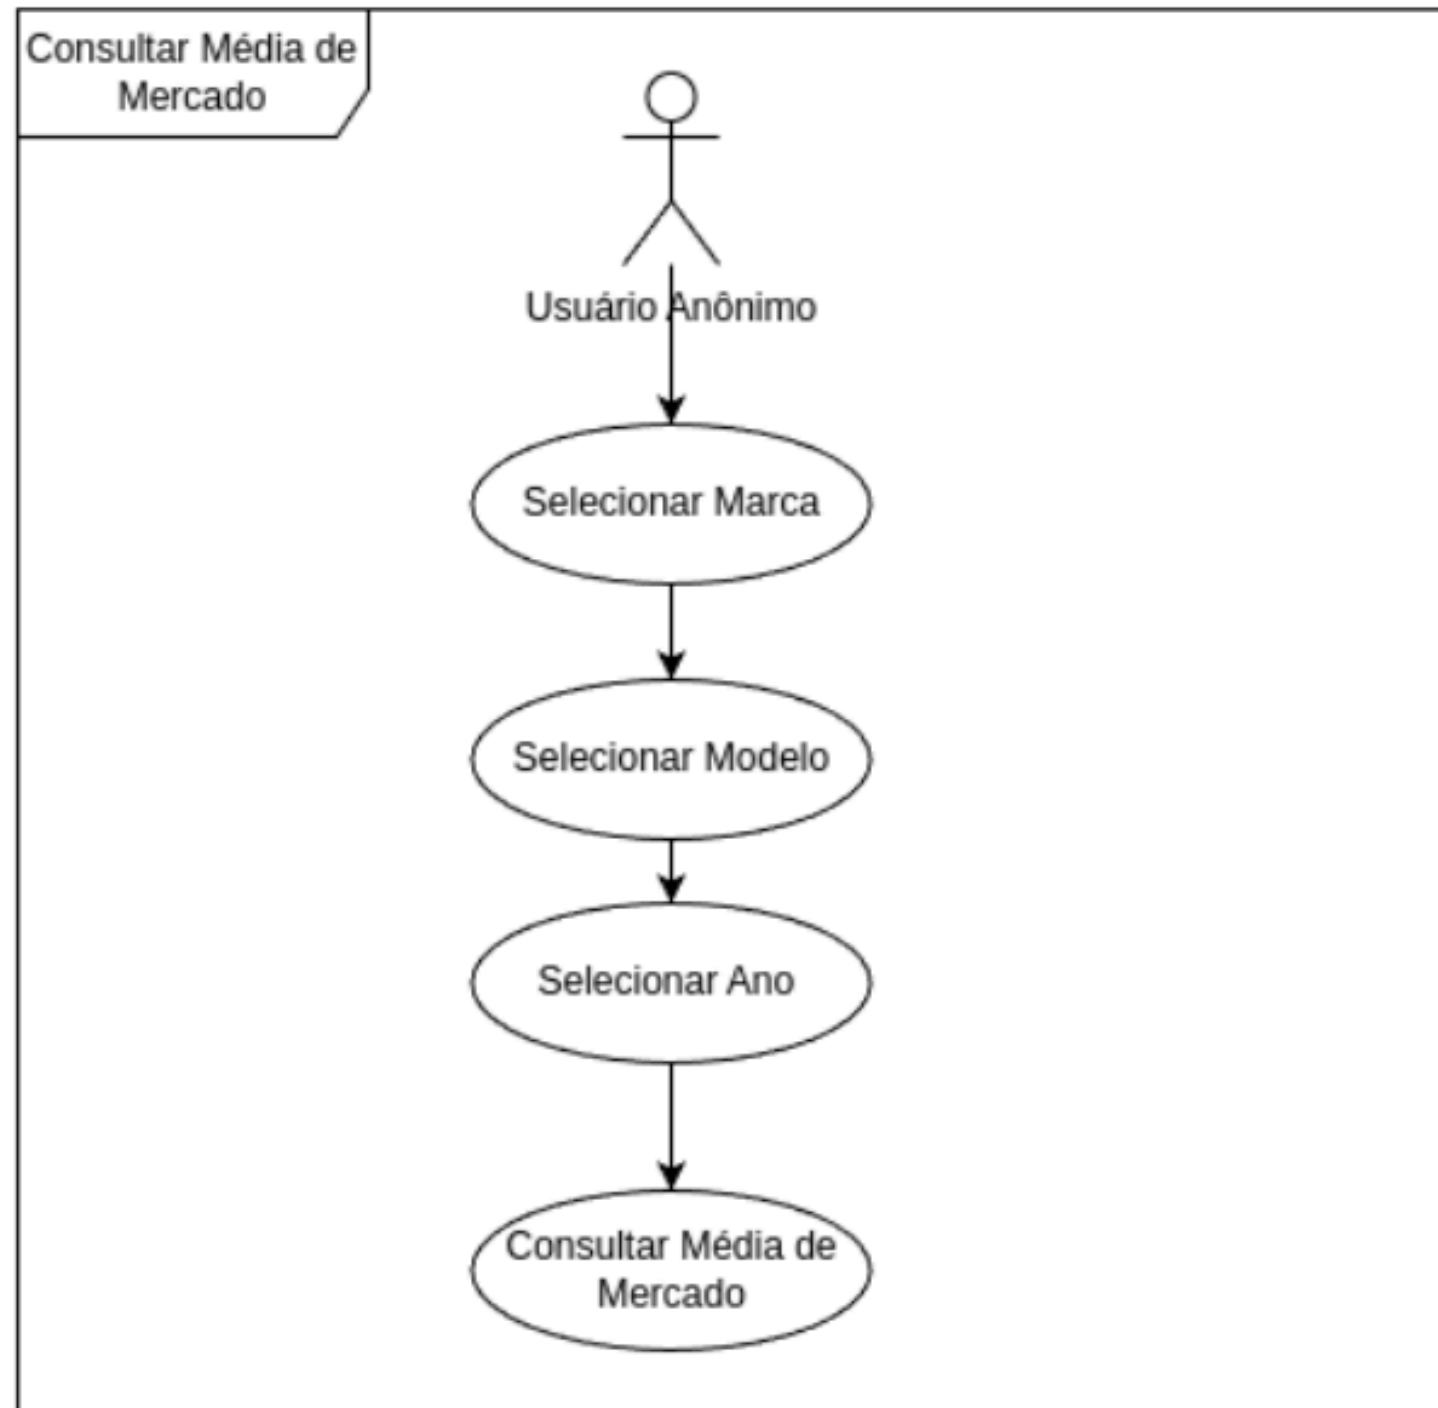 Consultar Média de
Mercado
Usuário Anônimo
Selecionar Marca
Selecionar Modelo
Selecionar Ano
Consultar Média de
Mercado